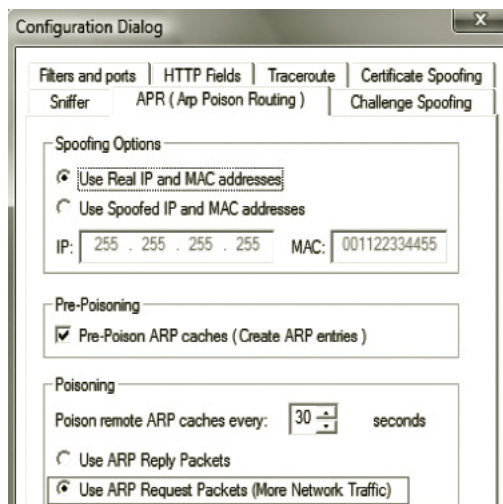 Configuration Dialog
X
Filters and ports HTTP Fields Traceroute Certificate Spoofing
Sniffer APR ( Arp Poison Routing ) Challenge Spoofing
Spoofing Options
Use Real IP and MAC addresses
Use Spoofed IP and MAC addresses
IP: 255 . 255 . 255 . 255 MAC: 001122334455
Pre-Poisoning
Pre-Poison ARP caches ( Create ARP entries )
Poisoning
Poison remote ARP caches every: 30 seconds
Use ARP Reply Packets
Use ARP Request Packets (More Network Traffic)